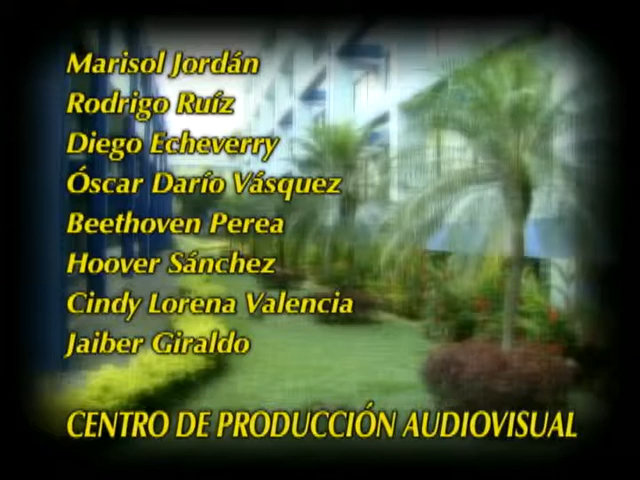 Marisol Jordán
Rodrigo Ruíz
Diego Echeverry
Óscar Darío Vásquez
Beethoven Perea
Hoover Sánchez
Cindy Lorena Valencia
Jaiber Giraldo
CENTRO DE PRODUCCIÓN AUDIOVISUAL